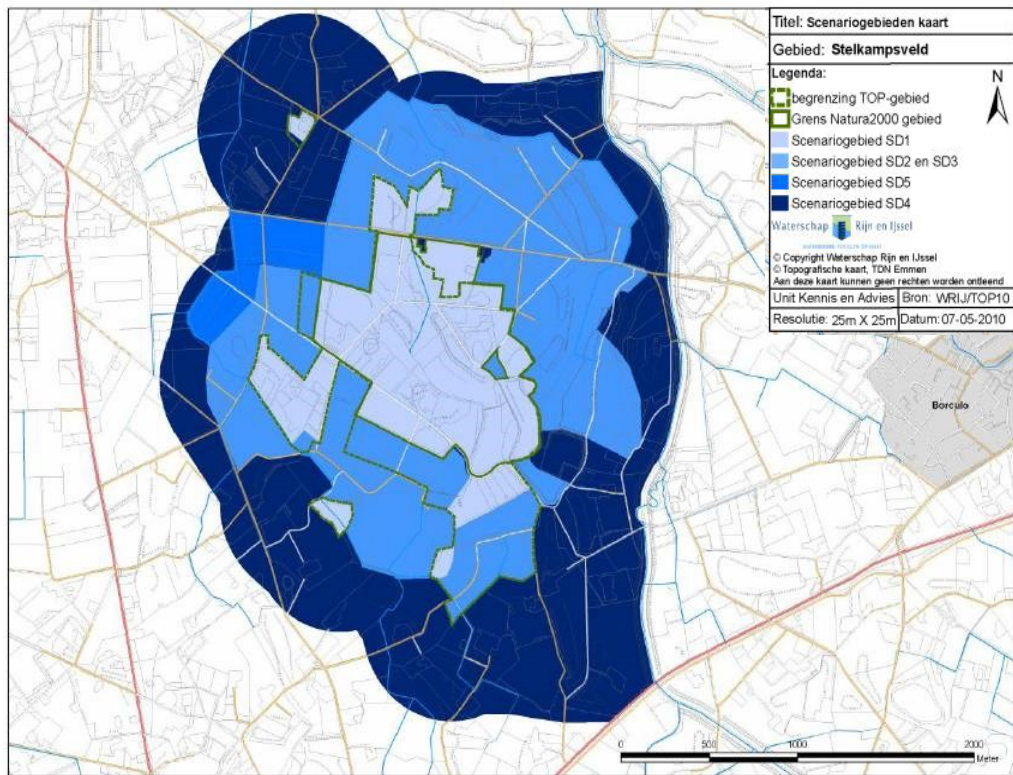 Titel: Scenariogebieden kaart
Gebied: Stelkampsveld
Legenda:
N
begrenzing TOP-gebied
Grens Natura2000 gebied
Scenariogebied SD1
Scenariogebied SD2 en SD3
Scenariogebied SD5
Scenariogebied SD4
Waterschap Rijn en IJssel
© Copyright Waterschap Rijn en IJssel
© Topografische kaart, TDN Emmen
Aan deze kaart kunnen geen rechten worden ontleend
Unit Kennis en Advies Bron: WRIJ/TOP10
Resolutie: 25m X 25m Datum: 07-05-2010
Borculo
0 500 1000 2000
Meter